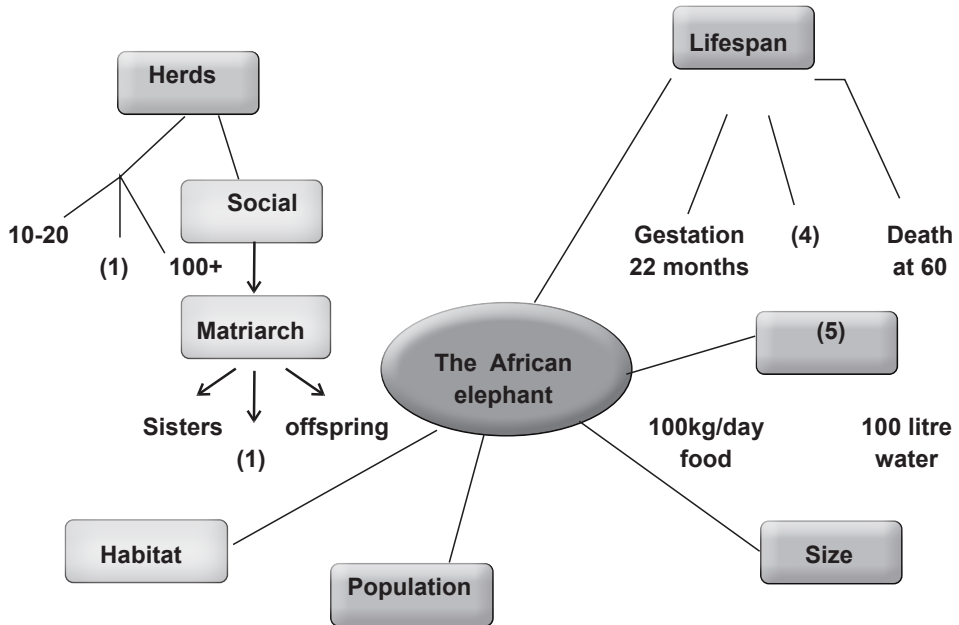 Herds
10-20
(1)
100+
Social
Matriarch
Sisters
(1)
offspring
Lifespan
Gestation
22 months
(4)
Death
at 60
The African
elephant
(5)
100kg/day
food
100 litre
water
Habitat
Population
Size